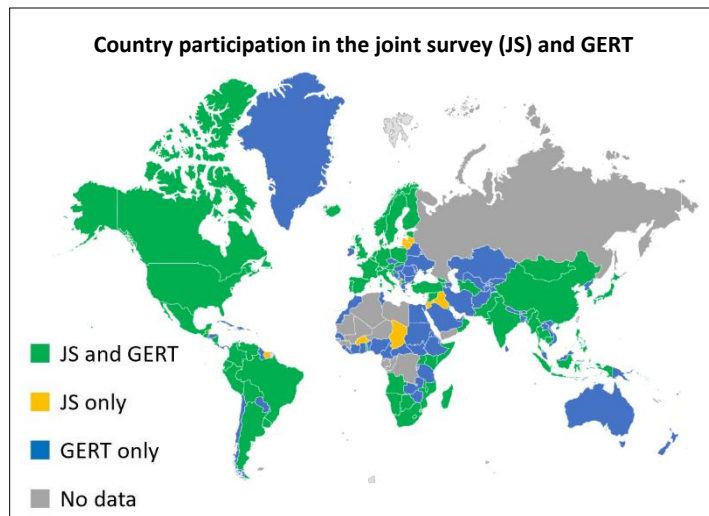 Country participation in the joint survey (JS) and GERT
JS and GERT
JS only
GERT only
No data